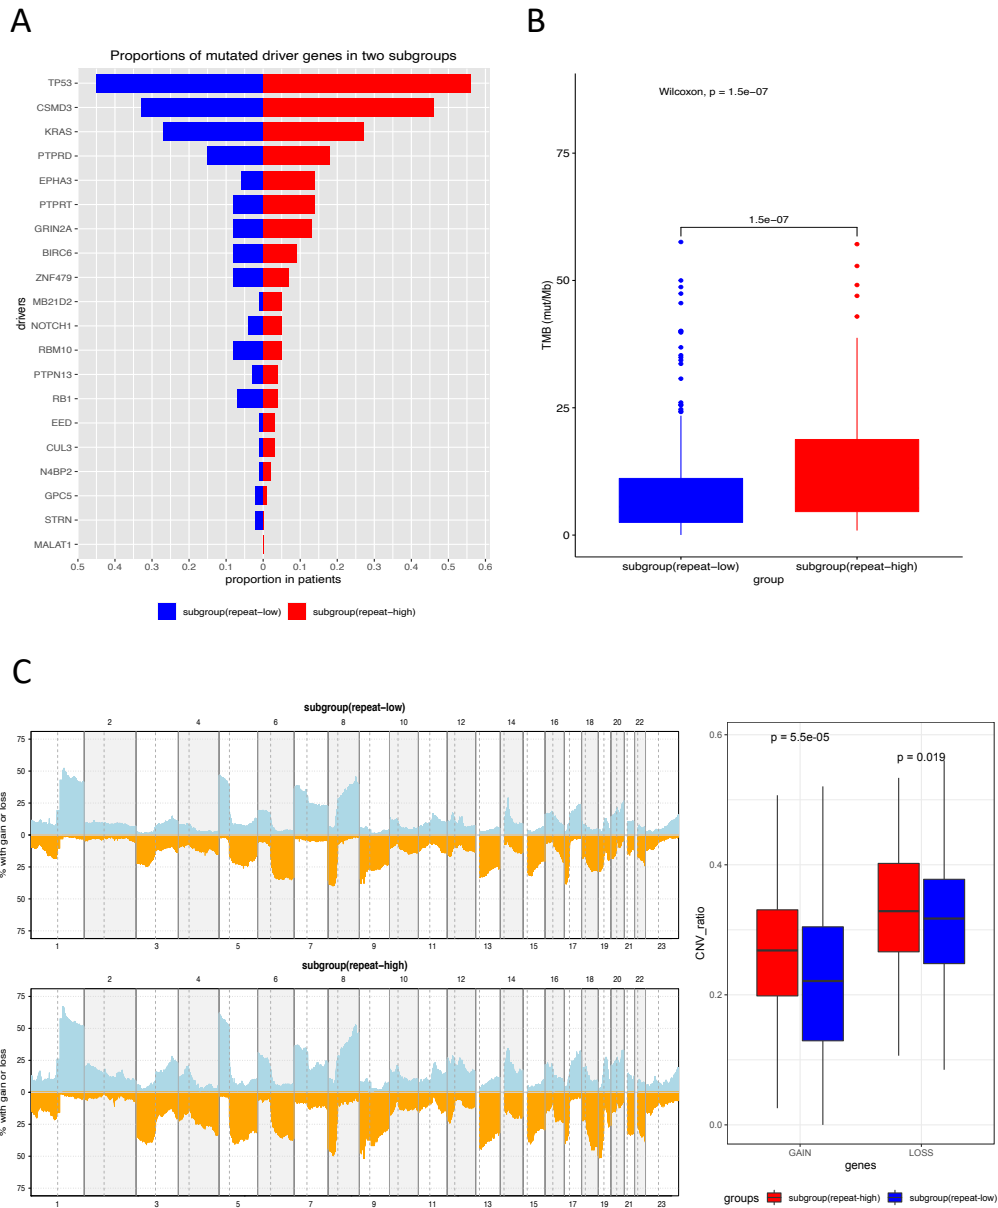 A
Proportions of mutated driver genes in two subgroups
drivers
TP53
CSMD3
KRAS
PTPRD
EPHA3
PTPRT
GRIN2A
BIRC6
ZNF479
MB21D2
NOTCH1
RBM10
PTPN13
RB1
EED
CUL3
N4BP2
GPC5
STRN
MALAT1
0.5 0.4 0.3 0.2 0.1 0 0.1 0.2 0.3 0.4 0.5 0.6
proportion in patients
subgroup(repeat-low) subgroup(repeat-high)
B
Wilcoxon, p = 1.5e-07
1.5e-07
TMB (mut/Mb)
75
50
25
0
subgroup(repeat-low) subgroup(repeat-high)
group
C
subgroup(repeat-low)
2 4 6 8 10 12 14 16 18 20 22
% with gain or loss
75
50
25
0
25
50
75
1 3 5 7 9 11 13 15 17 19 21 23
subgroup(repeat-high)
2 4 6 8 10 12 14 16 18 20 22
% with gain or loss
75
50
25
0
25
50
75
1 3 5 7 9 11 13 15 17 19 21 23
p = 5.5e-05
p = 0.019
CNV_ratio
0.6
0.4
0.2
0.0
GAIN LOSS
genes
groups subgroup(repeat-high) subgroup(repeat-low)